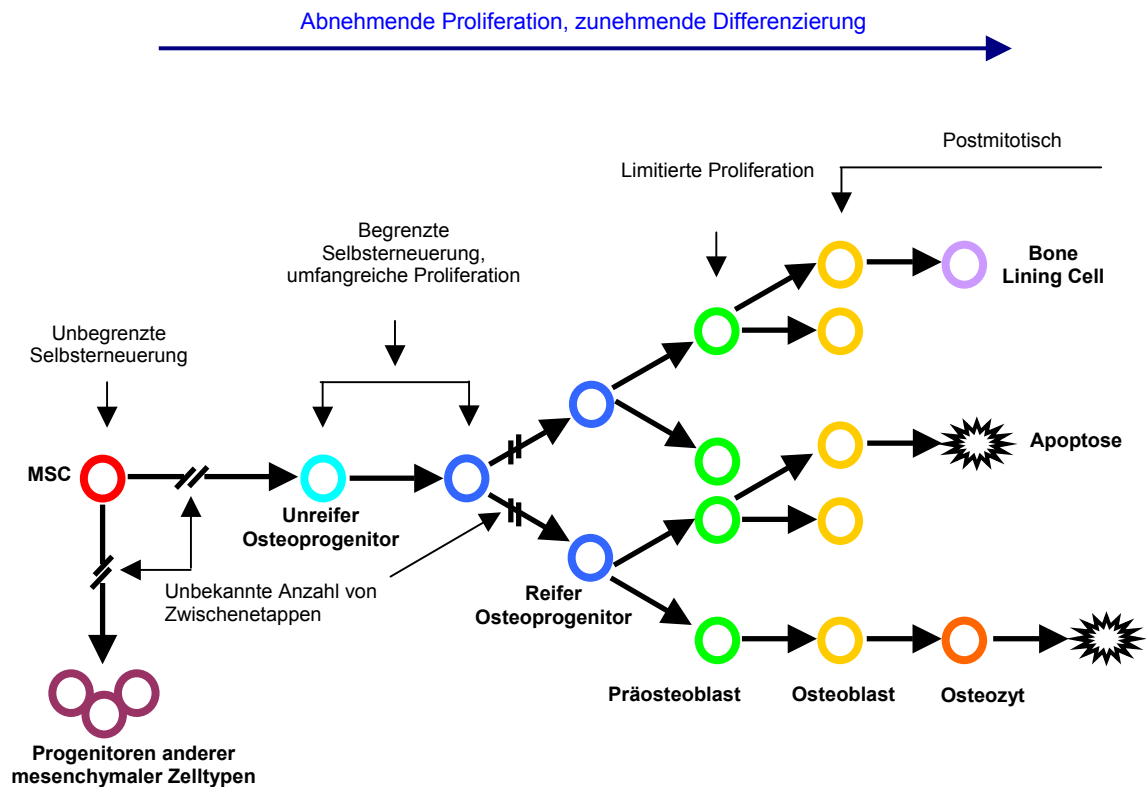 Abnehmende Proliferation, zunehmende Differenzierung
Postmitotisch
Limitierte Proliferation
Begrenzte
Selbsterneuerung,
umfangreiche Proliferation
Unbegrenzte
Selbsterneuerung
Bone
Lining Cell
Apoptose
MSC
Unreifer
Osteoprogenitor
Unbekannte Anzahl von
Zwischenetappen
Reifer
Osteoprogenitor
Präosteoblast
Osteoblast
Osteozyt
Progenitoren anderer
mesenchymaler Zelltypen